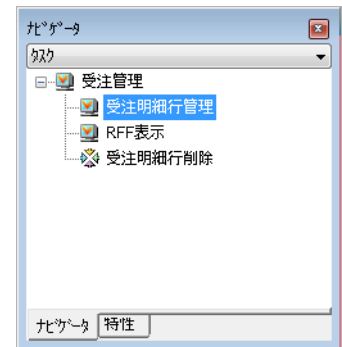 ﾅﾋﾞｹﾞｰﾀ
ﾀｽｸ
受注管理
受注明細行管理
RFF表示
受注明細行削除
ﾅﾋﾞｹﾞｰﾀ 特性